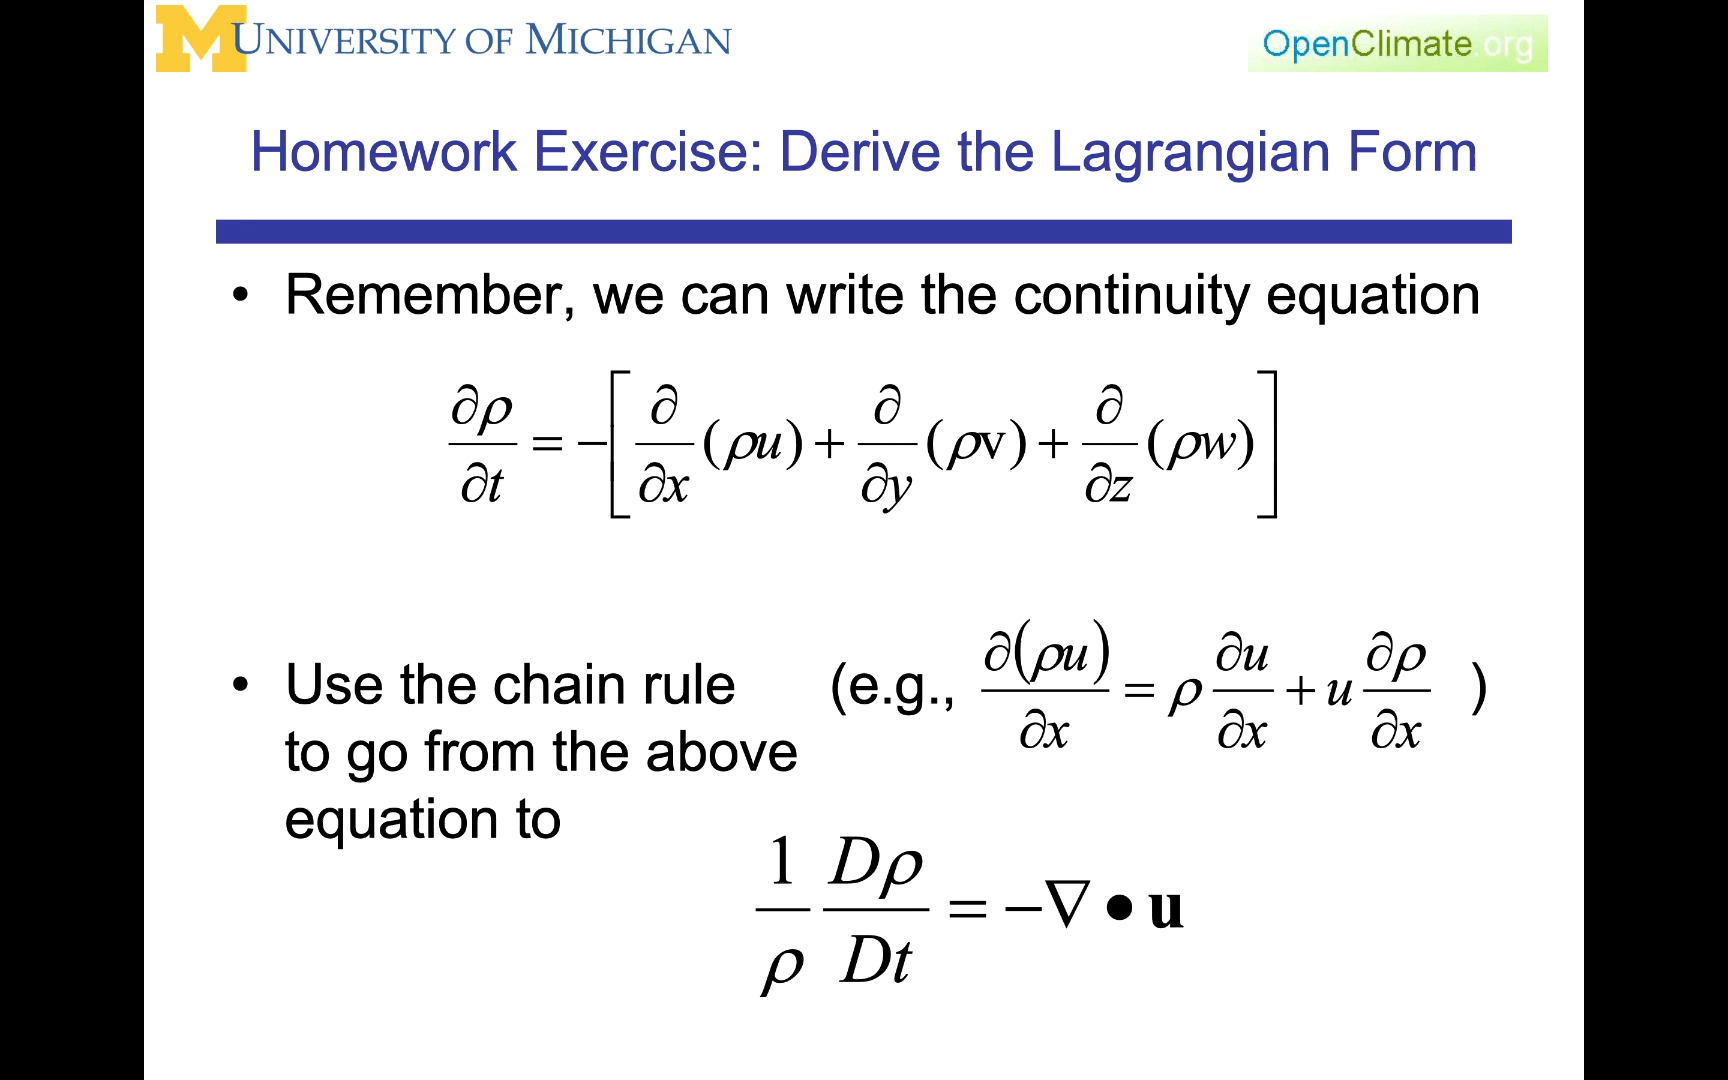 M UNIVERSITY OF MICHIGAN
OpenClimate.org
Homework Exercise: Derive the Lagrangian Form
• Remember, we can write the continuity equation
∂ρ/∂t = −[∂/∂x (ρu) + ∂/∂y (ρv) + ∂/∂z (ρw)]
• Use the chain rule (e.g., ∂(ρu)/∂x = ρ ∂u/∂x + u ∂ρ/∂x )
to go from the above
equation to
1/ρ Dρ/Dt = −∇ • u